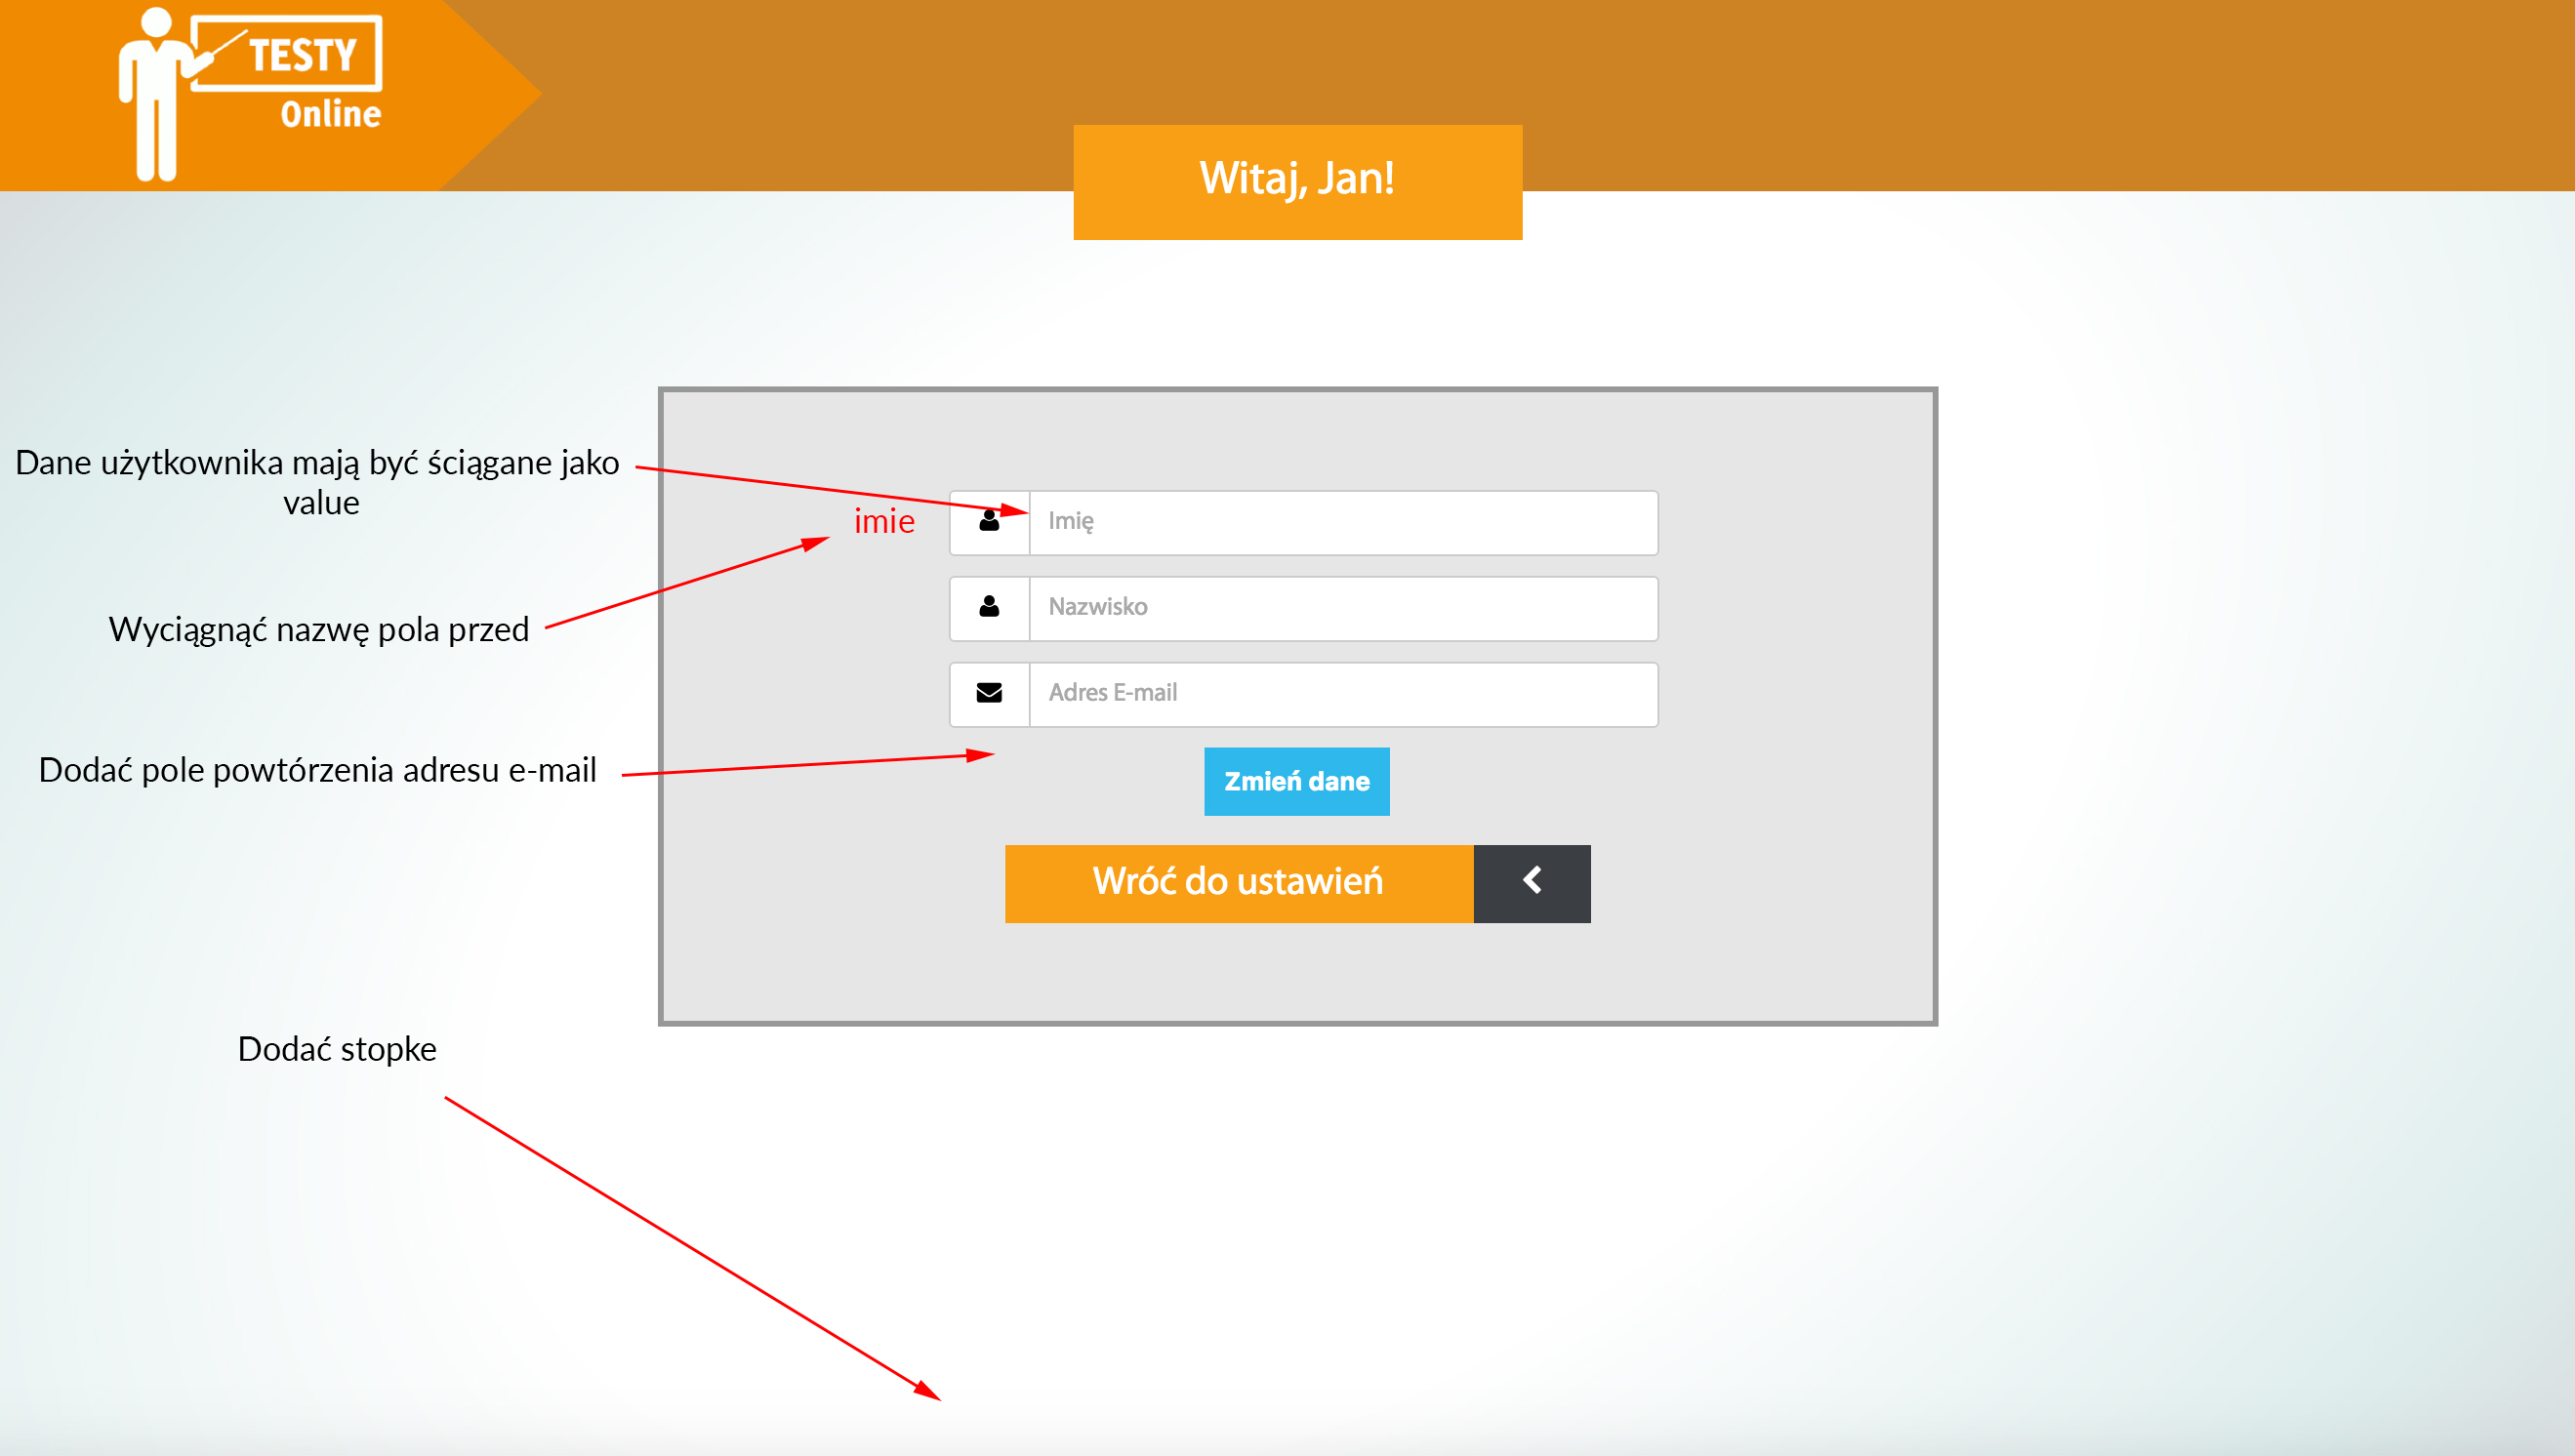 TESTY
Online
Witaj, Jan!
Dane użytkownika mają być ściągane jako
value
imie
Imię
Wyciągnąć nazwę pola przed
Nazwisko
Adres E-mail
Dodać pole powtórzenia adresu e-mail
Zmień dane
Wróć do ustawień
Dodać stopke